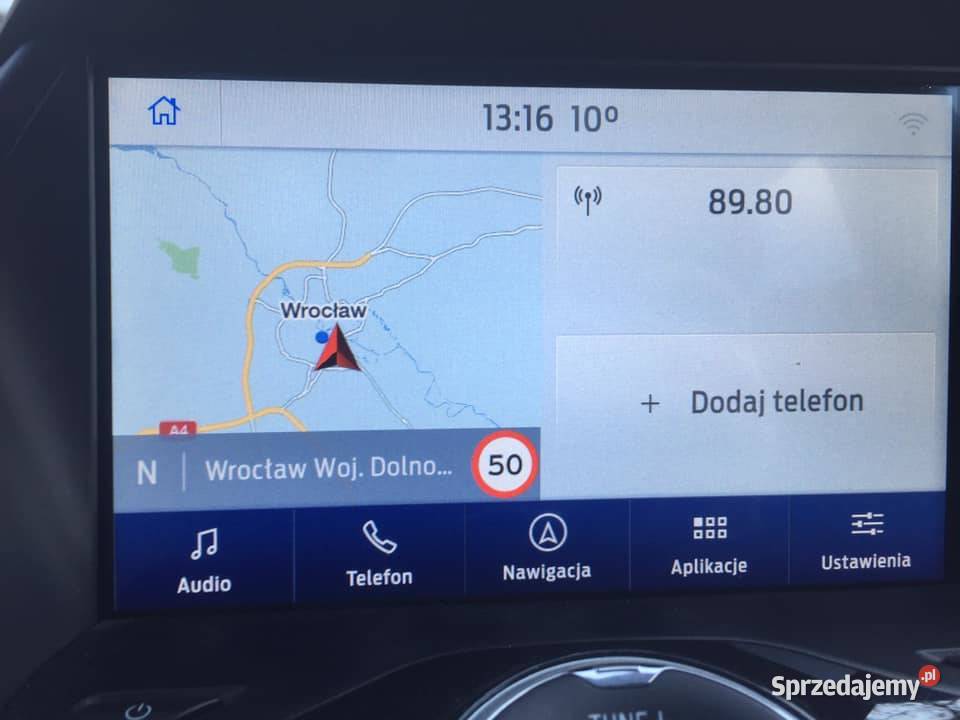 13:16 10°
89.80
Wrocław
+ Dodaj telefon
A4
N Wrocław Woj. Dolno... 50
Audio
Telefon
Nawigacja
Aplikacje
Ustawienia
Sprzedajemy.pl